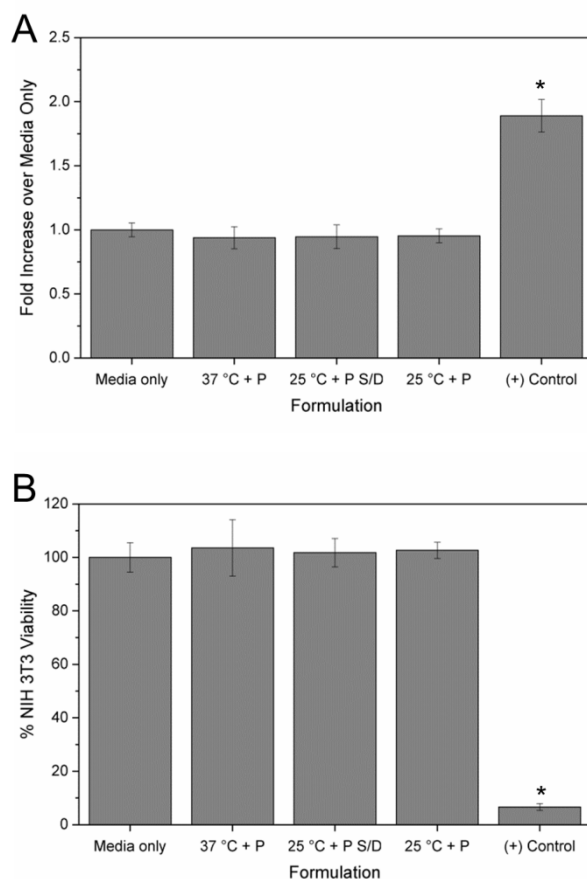 A
2.5
2.0
1.5
1.0
0.5
0.0
Fold Increase over Media Only
*
Media only 37 °C + P 25 °C + P S/D 25 °C + P (+) Control
Formulation
B
120
100
80
60
40
20
0
% NIH 3T3 Viability
*
Media only 37 °C + P 25 °C + P S/D 25 °C + P (+) Control
Formulation